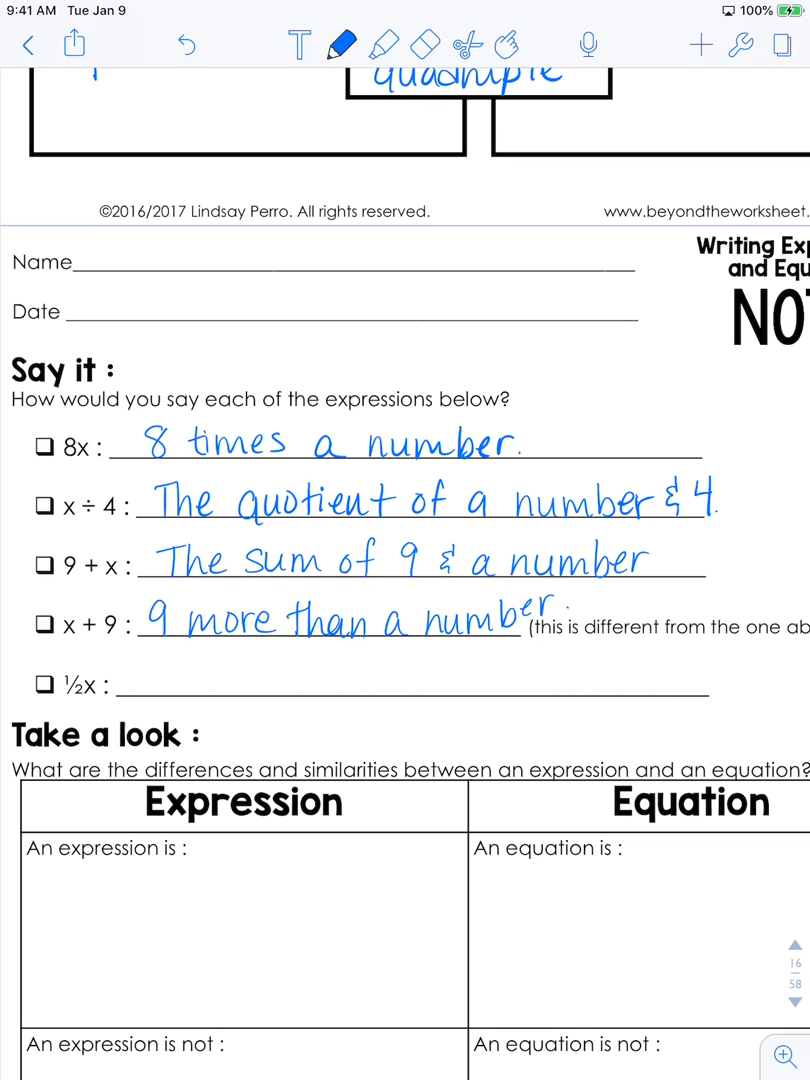 9:41 AM Tue Jan 9
100%
T
quadruple
©2016/2017 Lindsay Perro. All rights reserved.
www.beyondtheworksheet.
Writing Exp
Name
and Equ
Date
NOT
Say it :
How would you say each of the expressions below?
8x : 8 times a number.
x ÷ 4 : The quotient of a number & 4.
9 + x : The sum of 9 & a number
x + 9 : 9 more than a number. (this is different from the one ab
½x :
Take a look :
What are the differences and similarities between an expression and an equation?
Expression Equation
An expression is : An equation is :
16
58
An expression is not : An equation is not :